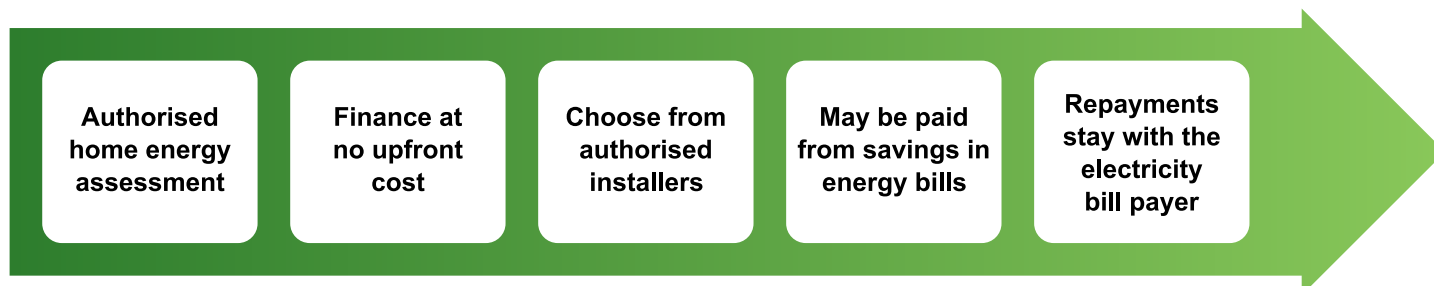 Authorised
home energy
assessment
Finance at
no upfront
cost
Choose from
authorised
installers
May be paid
from savings in
energy bills
Repayments
stay with the
electricity
bill payer